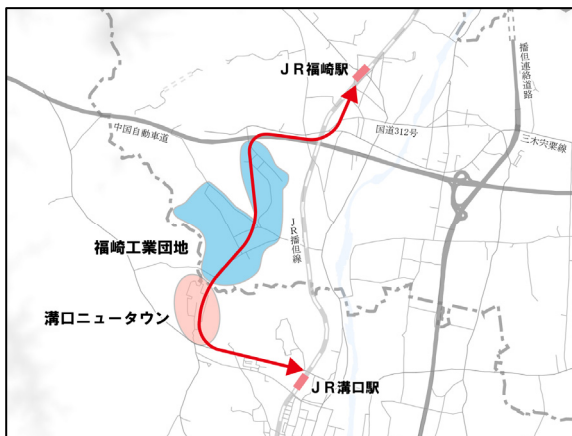 ＪＲ福崎駅
播但連絡道路
中国自動車道
国道312号
三木宍粟線
ＪＲ播但線
福崎工業団地
溝口ニュータウン
ＪＲ溝口駅